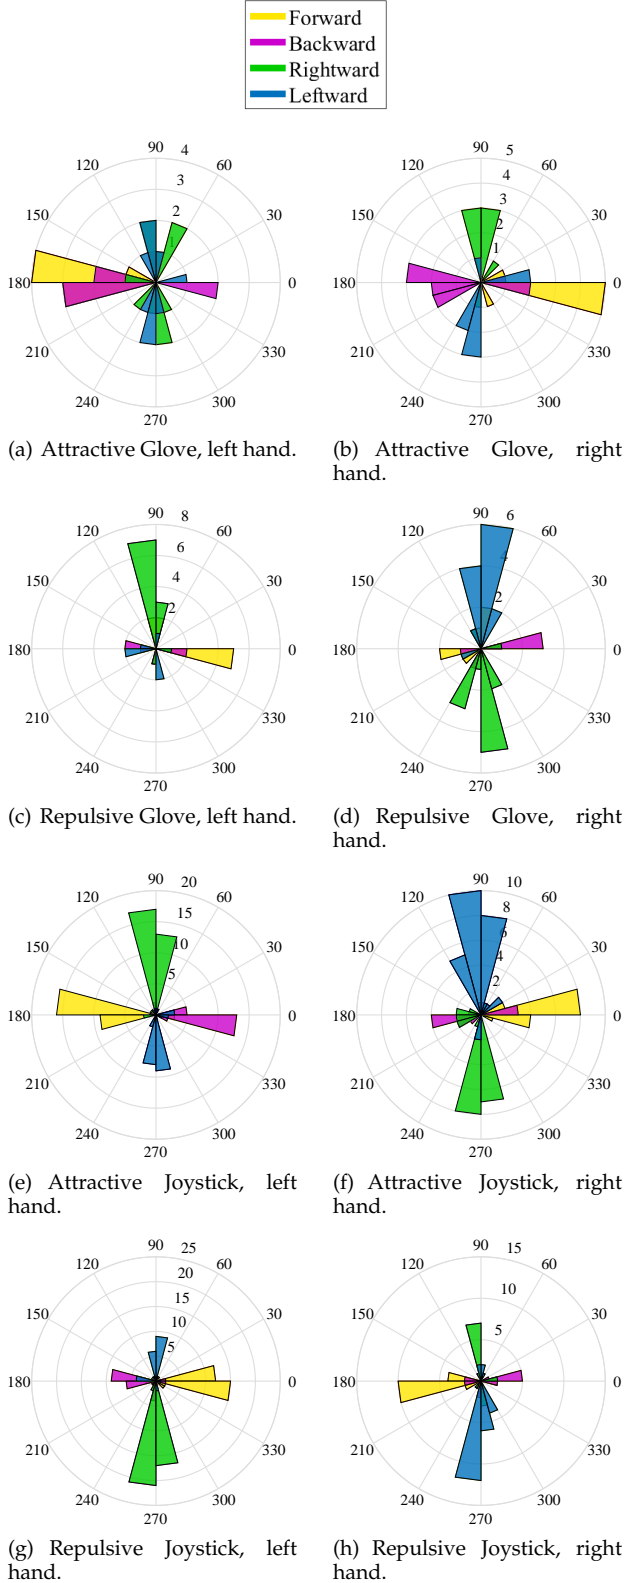 Forward
Backward
Rightward
Leftward
90 4
120 60
3
150 2 30
1
180 0
210 330
240 300
270
90 5
120 4 60
3
150 2 30
1
180 0
210 330
240 300
270
(a) Attractive Glove, left hand.
(b) Attractive Glove, right
hand.
90 8
120 6 60
4
150 2 30
180 0
210 330
240 300
270
90 6
120 60
4
150 2 30
180 0
210 330
240 300
270
(c) Repulsive Glove, left hand.
(d) Repulsive Glove, right
hand.
90 20
120 15 60
10
150 5 30
180 0
210 330
240 300
270
90 10
120 8 60
6
150 4 30
2
180 0
210 330
240 300
270
(e) Attractive Joystick, left
hand.
(f) Attractive Joystick, right
hand.
90 25
120 20 60
15
150 10 30
5
180 0
210 330
240 300
270
90 15
120 60
10
150 5 30
180 0
210 330
240 300
270
(g) Repulsive Joystick, left
hand.
(h) Repulsive Joystick, right
hand.